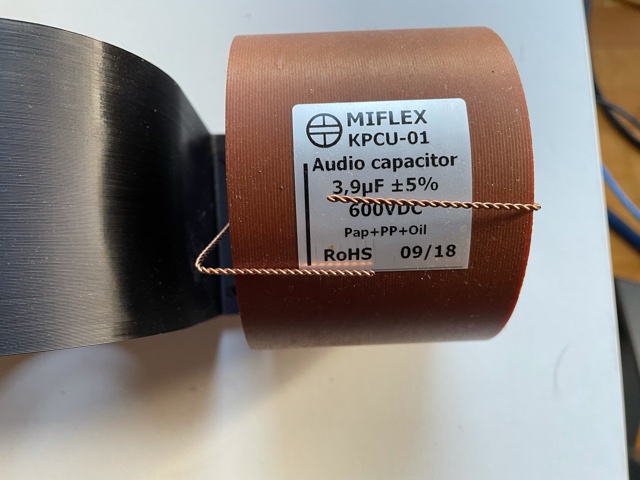 MIFLEX
KPCU-01
Audio capacitor
3,9µF ±5%
600VDC
Pap+PP+Oil
RoHS 09/18